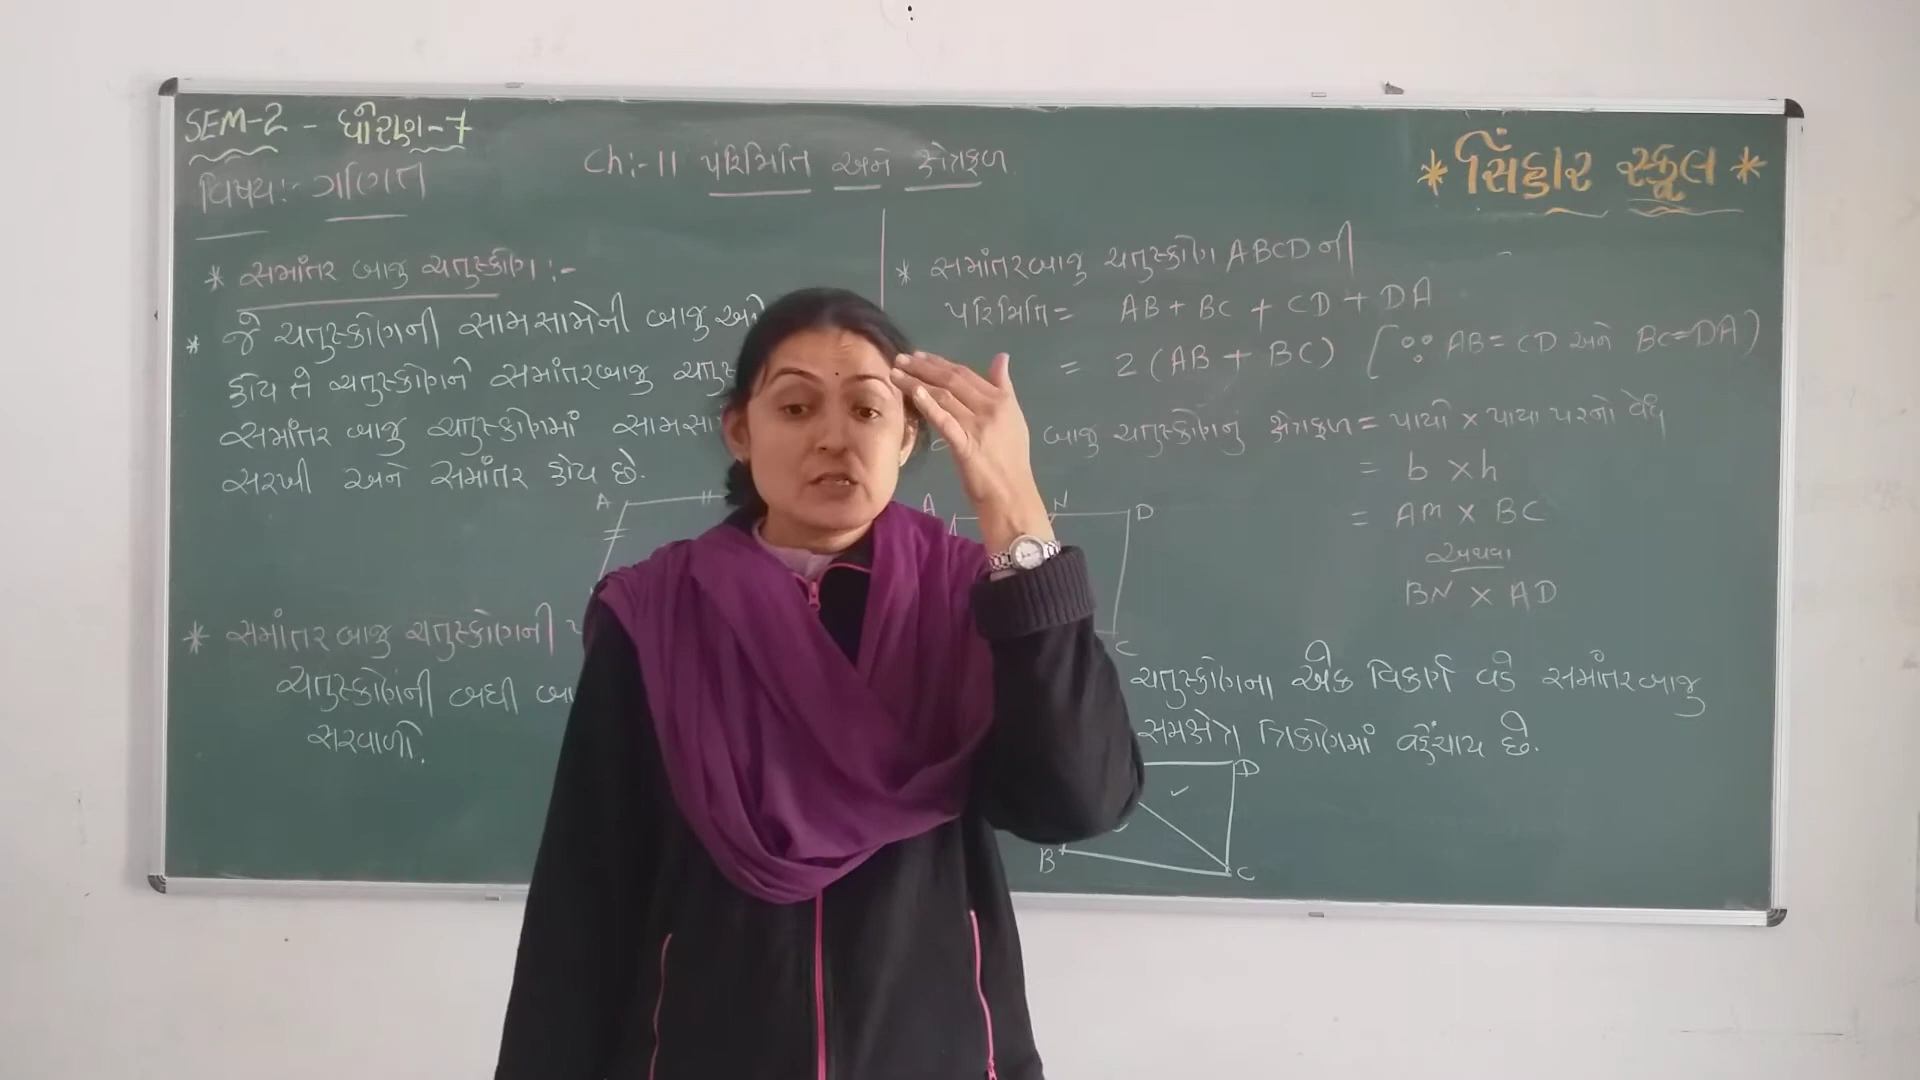 SEM-2 - ધોરણ-7
વિષય:- ગણિત
Ch:-11 પરિમિતિ અને ક્ષેત્રફળ
* સિંહાર સ્કૂલ *
* સમાંતર બાજુ ચતુષ્કોણ :-
* જે ચતુષ્કોણની સામસામેની બાજુ
હોય તે ચતુષ્કોણને સમાંતરબાજુ
સમાંતર બાજુ ચતુષ્કોણમાં
સરખી અને સમાંતર હોય છે.
A
* સમાંતરબાજુ ચતુષ્કોણની
ચતુષ્કોણની બધી
સરવાળો.
* સમાંતરબાજુ ચતુષ્કોણ ABCD ની
પરિમિતિ = AB + BC + CD + DA
= 2 (AB + BC) [∵ AB = CD અને BC = DA)
બાજુ ચતુષ્કોણનું ક્ષેત્રફળ = પાયો × પાયા પરનો વેધ
= b × h
= AM × BC
અથવા
BN × AD
A N D
C
ચતુષ્કોણના એક વિકર્ણ વડે સમાંતરબાજુ
સમક્ષેત્ર ત્રિકોણમાં વહેંચાય છે.
D
B C